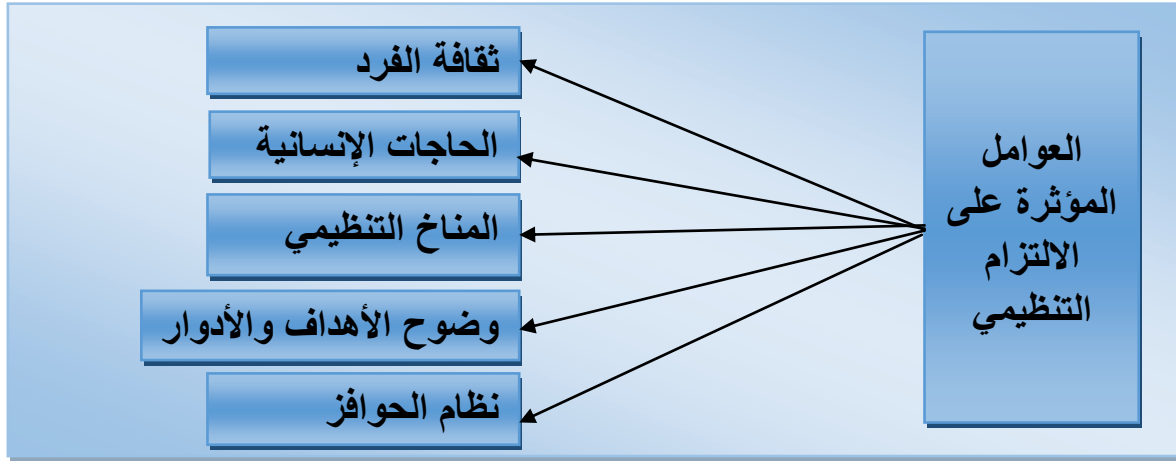 العوامل
المؤثرة على
الالتزام
التنظيمي
ثقافة الفرد
الحاجات الإنسانية
المناخ التنظيمي
وضوح الأهداف والأدوار
نظام الحوافز